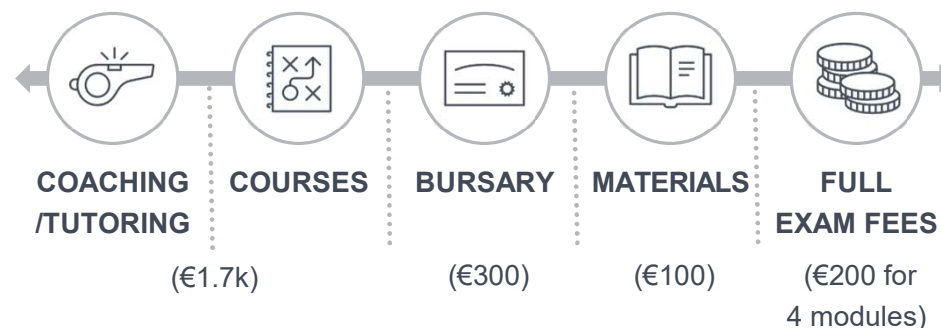 COACHING
/TUTORING
COURSES
BURSARY
MATERIALS
FULL
EXAM FEES
(€1.7k)
(€300)
(€100)
(€200 for
4 modules)